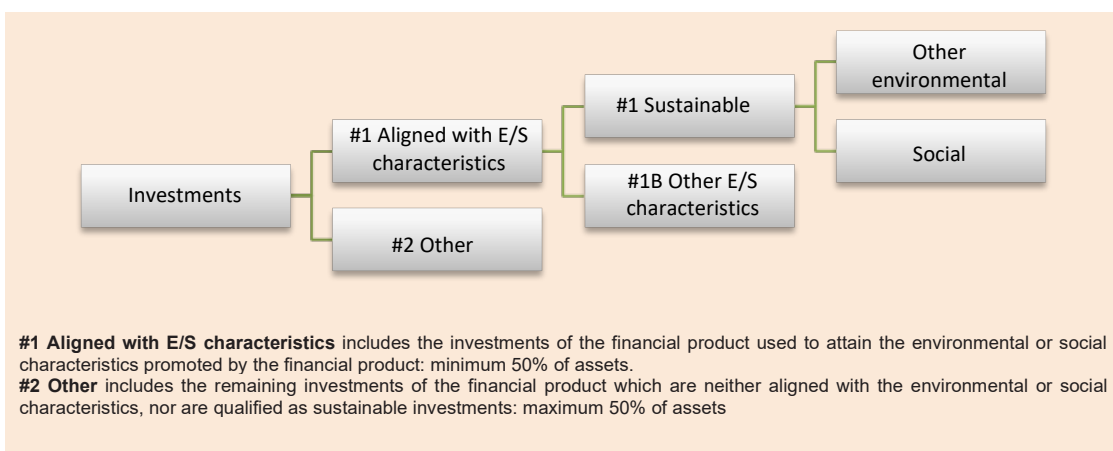 Other
environmental
#1 Sustainable
#1 Aligned with E/S
characteristics
Social
Investments
#1B Other E/S
characteristics
#2 Other
#1 Aligned with E/S characteristics includes the investments of the financial product used to attain the environmental or social
characteristics promoted by the financial product: minimum 50% of assets.
#2 Other includes the remaining investments of the financial product which are neither aligned with the environmental or social
characteristics, nor are qualified as sustainable investments: maximum 50% of assets